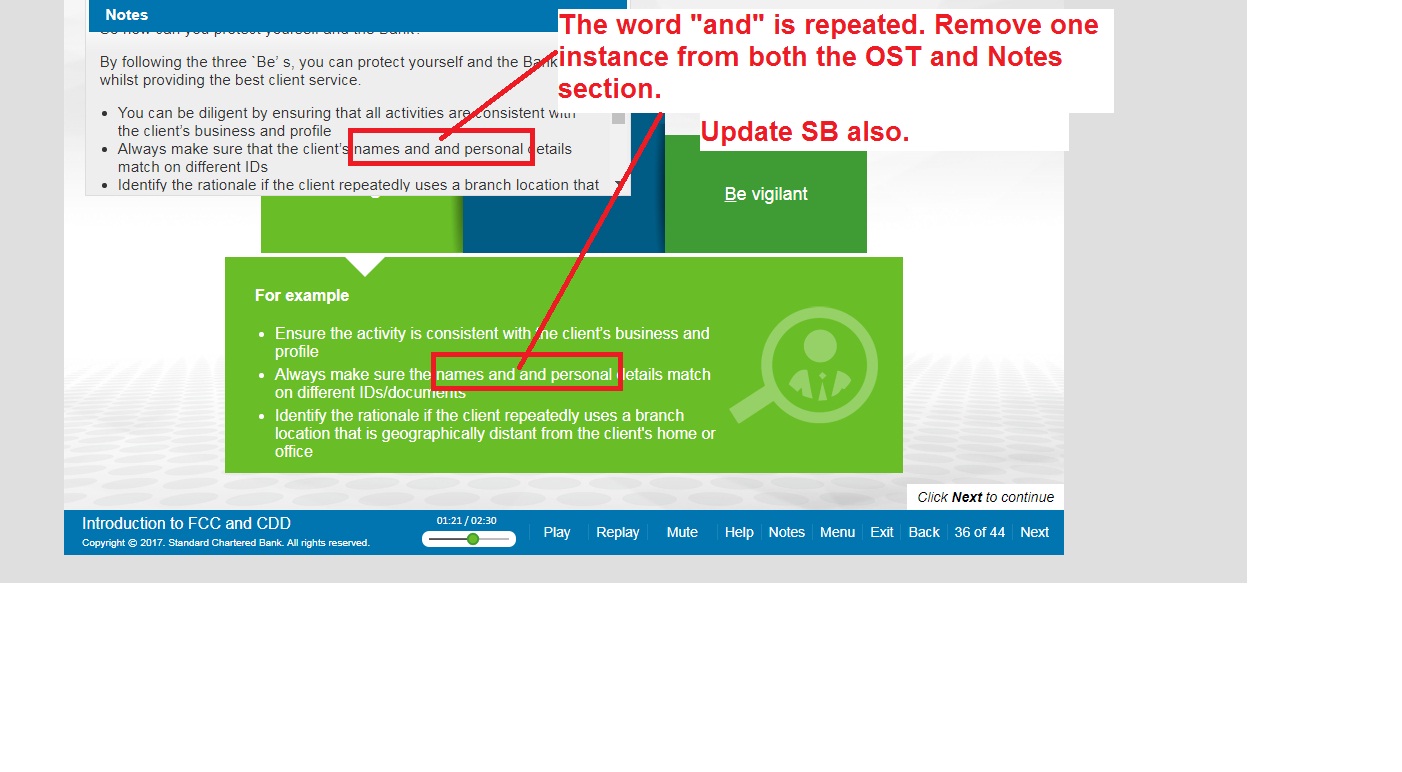 Notes
So how can you protect yourself and the Bank?
By following the three `Be’ s, you can protect yourself and the Bank
whilst providing the best client service.
• You can be diligent by ensuring that all activities are consistent with
the client’s business and profile
• Always make sure that the client’s names and and personal details
match on different IDs
• Identify the rationale if the client repeatedly uses a branch location that
The word "and" is repeated. Remove one
instance from both the OST and Notes
section.
Update SB also.
Be vigilant
For example
• Ensure the activity is consistent with the client’s business and
profile
• Always make sure the names and and personal details match
on different IDs/documents
• Identify the rationale if the client repeatedly uses a branch
location that is geographically distant from the client's home or
office
Click Next to continue
Introduction to FCC and CDD
Copyright © 2017. Standard Chartered Bank. All rights reserved.
01:21 / 02:30
Play Replay Mute Help Notes Menu Exit Back 36 of 44 Next